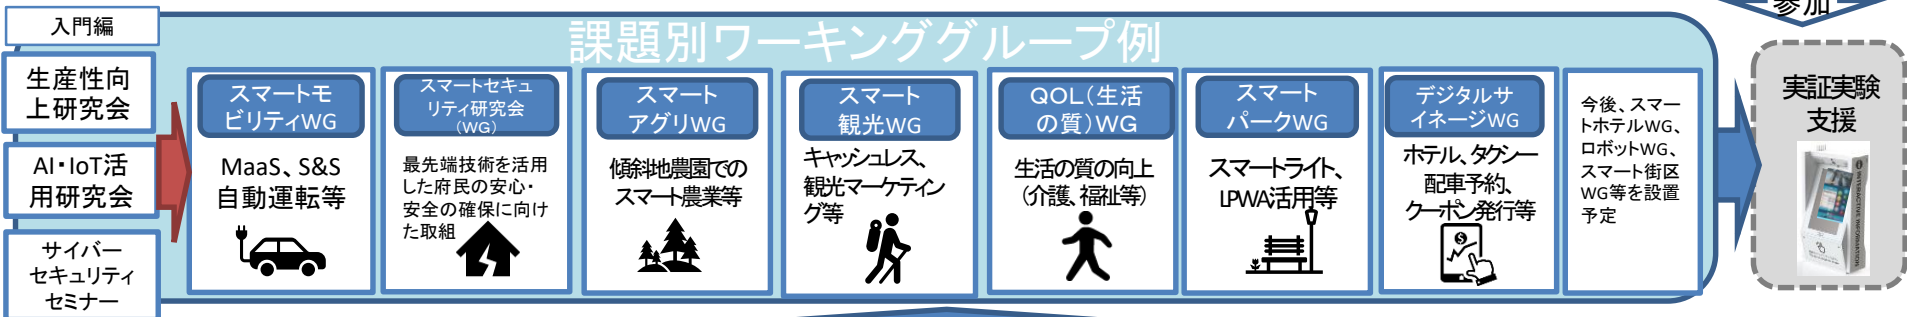 参加
入門編
課題別ワーキンググループ例
生産性向
上研究会
AI・IoT活
用研究会
サイバー
セキュリティ
セミナー
スマートモ
ビリティWG
MaaS、S&S
自動運転等
スマートセキュ
リティ研究会
(WG)
最先端技術を活用
した府民の安心・
安全の確保に向け
た取組
スマート
アグリWG
傾斜地農園での
スマート農業等
スマート
観光WG
キャッシュレス、
観光マーケティン
グ等
QOL（生活
の質）WG
生活の質の向上
（介護、福祉等）
スマート
パークWG
スマートライト、
LPWA活用等
デジタルサ
イネージWG
ホテル、タクシー
配車予約、
クーポン発行等
今後、スマー
トホテルWG、
ロボットWG、
スマート街区
WG等を設置
予定
実証実験
支援
INTERACTIVE INFORMATION